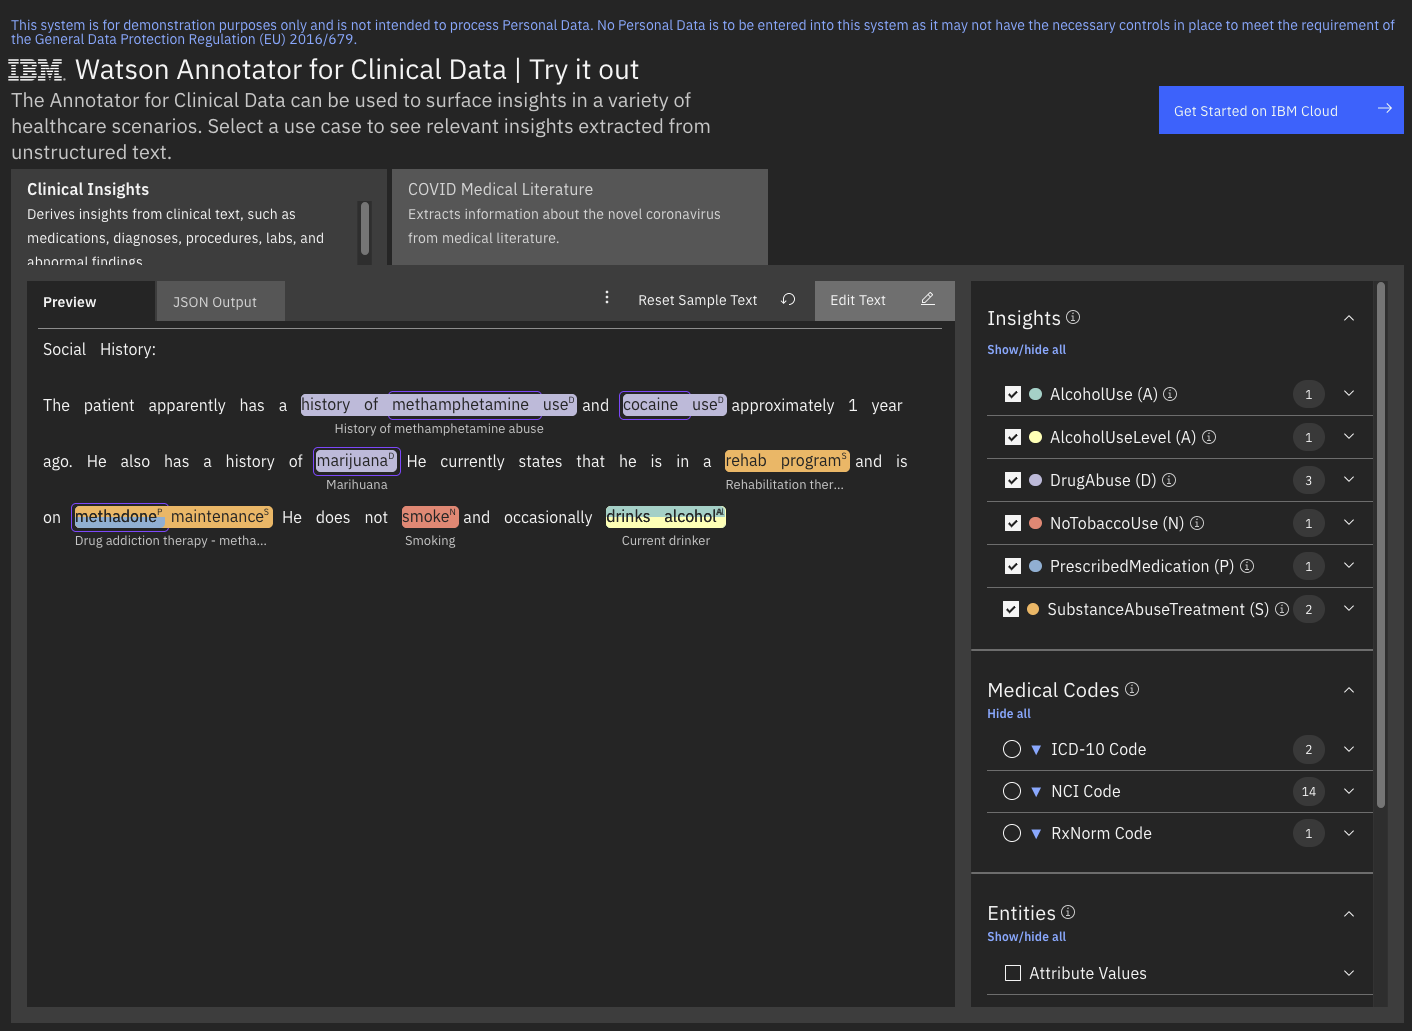 This system is for demonstration purposes only and is not intended to process Personal Data. No Personal Data is to be entered into this system as it may not have the necessary controls in place to meet the requirement of
the General Data Protection Regulation (EU) 2016/679.
IBM. Watson Annotator for Clinical Data | Try it out
The Annotator for Clinical Data can be used to surface insights in a variety of
healthcare scenarios. Select a use case to see relevant insights extracted from
unstructured text.
Get Started on IBM Cloud
Clinical Insights
Derives insights from clinical text, such as
medications, diagnoses, procedures, labs, and
abnormal findings
COVID Medical Literature
Extracts information about the novel coronavirus
from medical literature.
Preview
JSON Output
Reset Sample Text
Edit Text
Social History:
The patient apparently has a history of methamphetamine use D and cocaine use D approximately 1 year
History of methamphetamine abuse
ago. He also has a history of marijuana D He currently states that he is in a rehab program S and is
Marihuana Rehabilitation ther...
on methadone P maintenance S He does not smoke N and occasionally drinks alcohol
Drug addiction therapy - metha... Smoking Current drinker
Insights
Show/hide all
AlcoholUse (A) 1
AlcoholUseLevel (A) 1
DrugAbuse (D) 3
NoTobaccoUse (N) 1
PrescribedMedication (P) 1
SubstanceAbuseTreatment (S) 2
Medical Codes
Hide all
ICD-10 Code 2
NCI Code 14
RxNorm Code 1
Entities
Show/hide all
Attribute Values